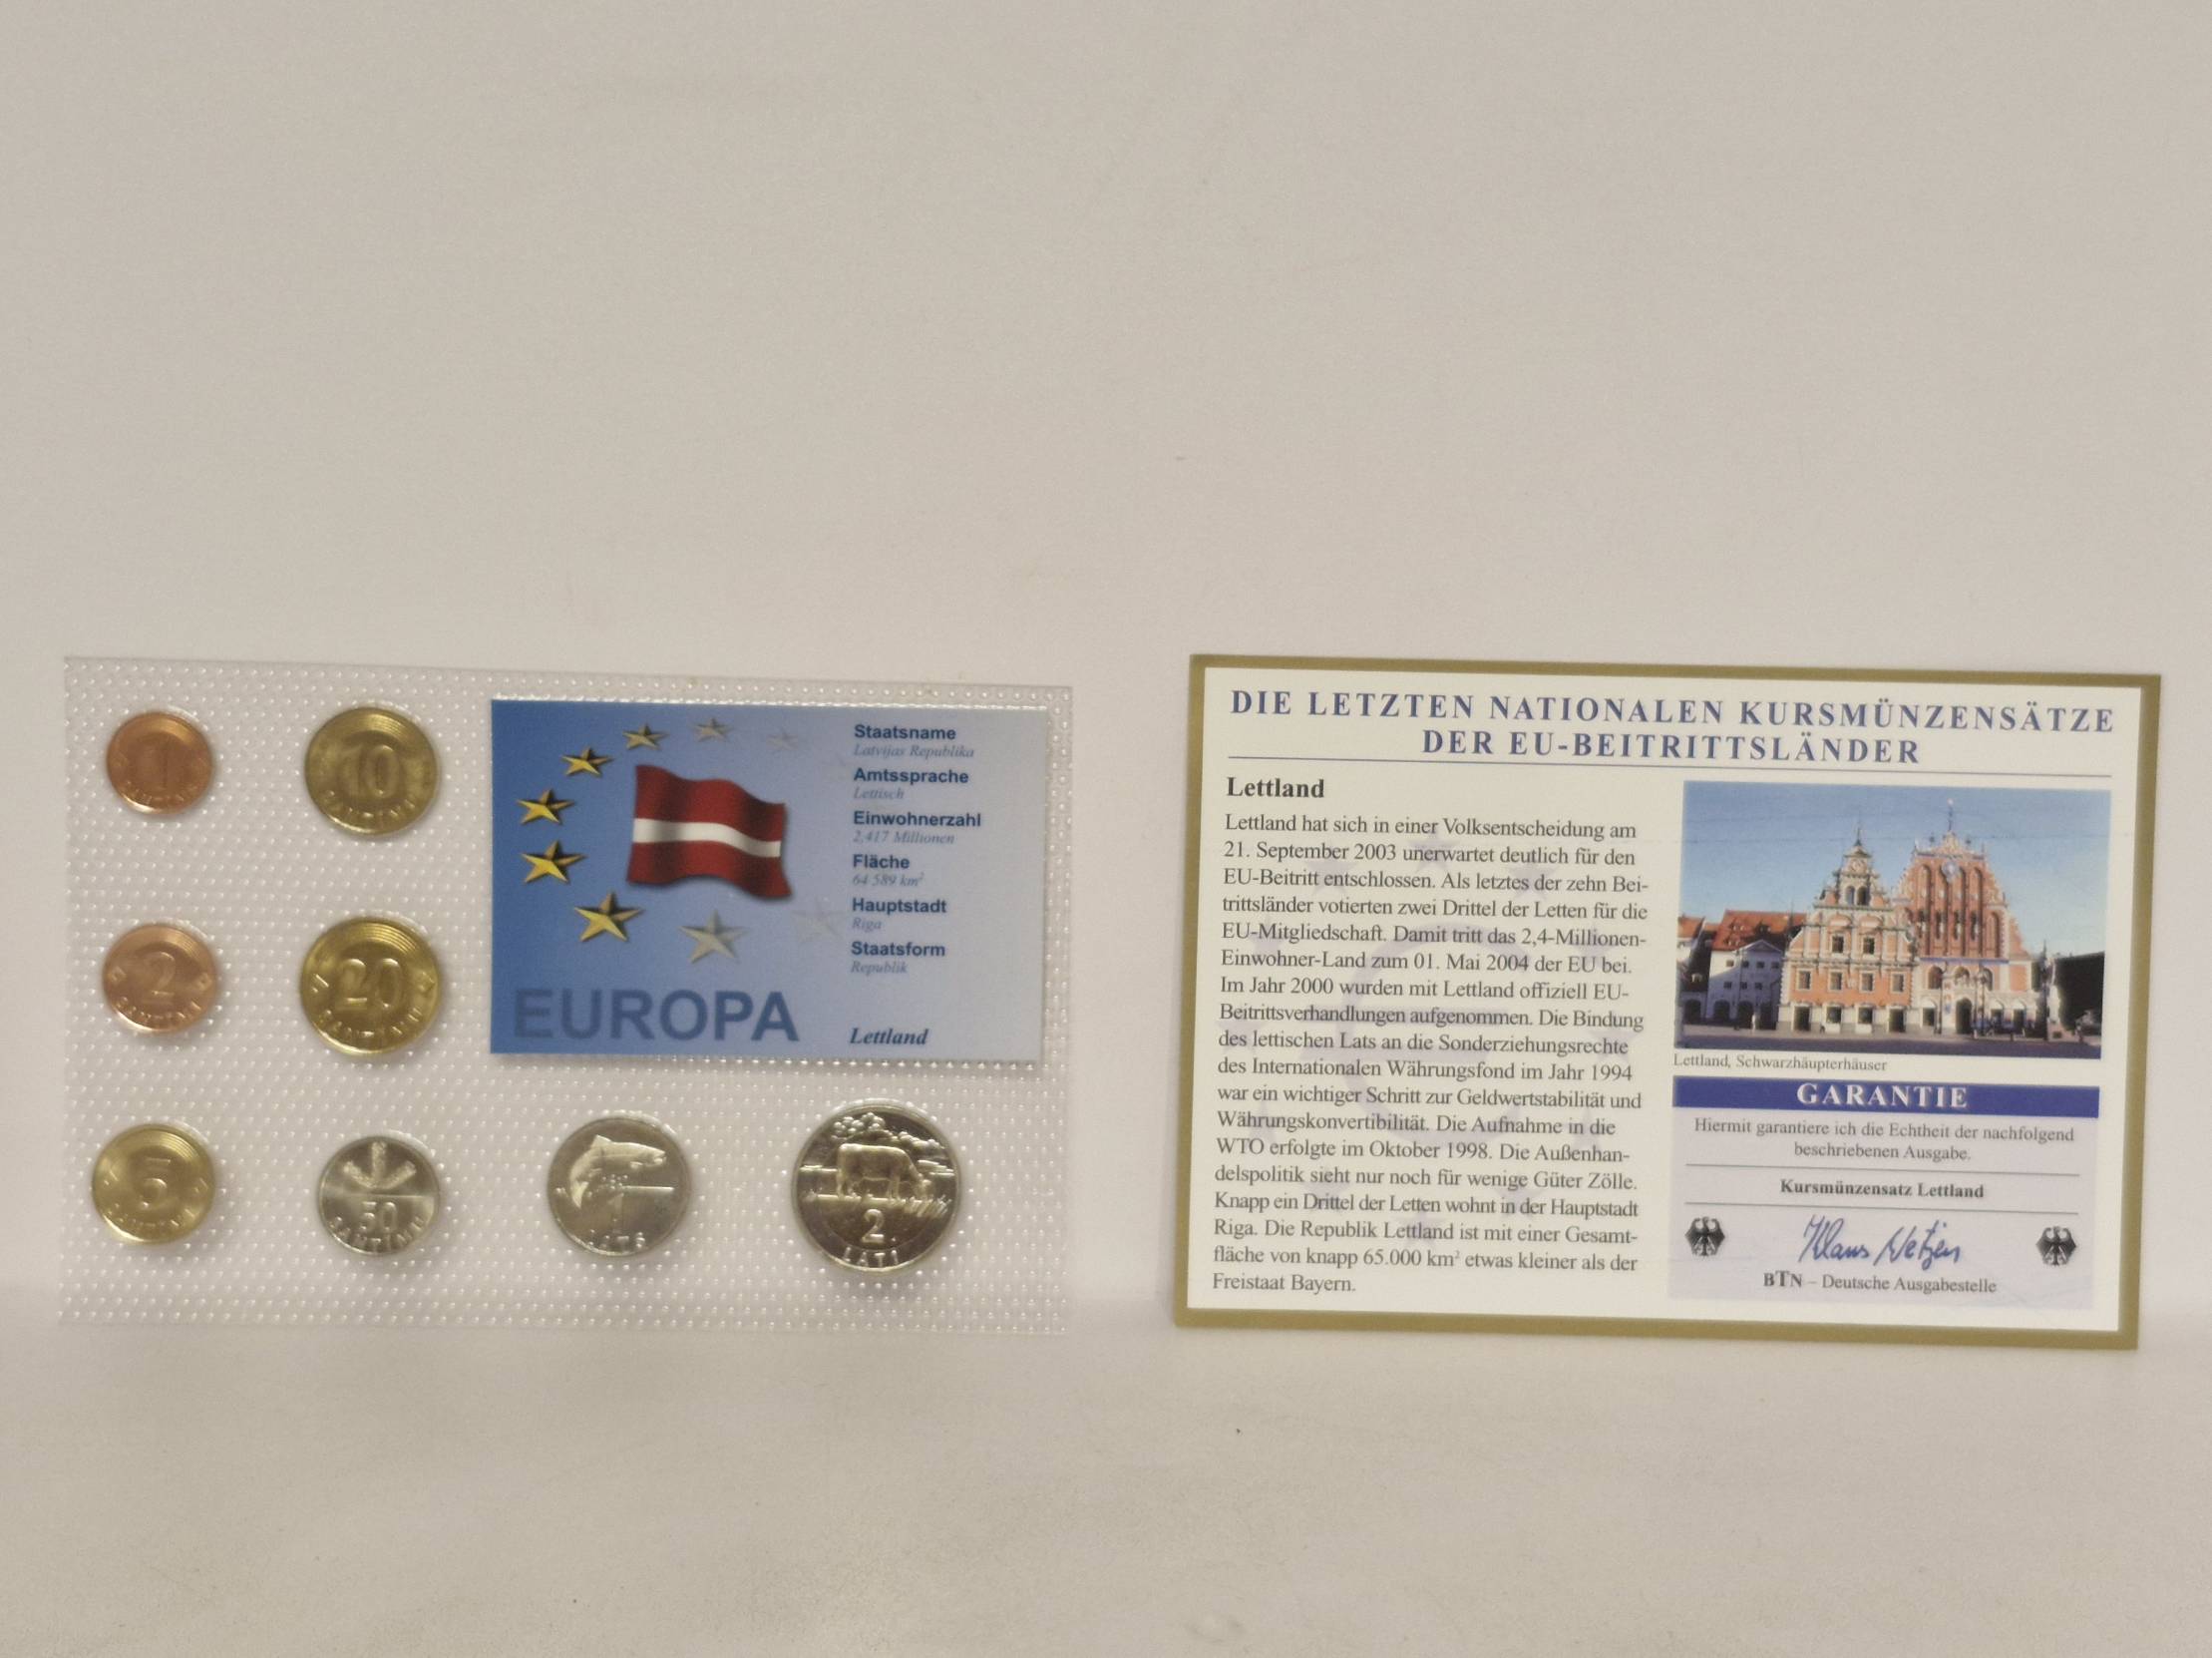 1
SANTIMS
10
SANTIMU
2
SANTIMI
20
SANTIMU
5
SANTIMI
50
SANTIMU
1
LATS
2
LATI
Staatsname
Latvijas Republika
Amtssprache
Lettisch
Einwohnerzahl
2,417 Millionen
Fläche
64 589 km²
Hauptstadt
Riga
Staatsform
Republik
EUROPA
Lettland
DIE LETZTEN NATIONALEN KURSMÜNZENSÄTZE
DER EU-BEITRITTSLÄNDER
Lettland
Lettland hat sich in einer Volksentscheidung am
21. September 2003 unerwartet deutlich für den
EU-Beitritt entschlossen. Als letztes der zehn Bei-
trittsländer votierten zwei Drittel der Letten für die
EU-Mitgliedschaft. Damit tritt das 2,4-Millionen-
Einwohner-Land zum 01. Mai 2004 der EU bei.
Im Jahr 2000 wurden mit Lettland offiziell EU-
Beitrittsverhandlungen aufgenommen. Die Bindung
des lettischen Lats an die Sonderziehungsrechte
des Internationalen Währungsfond im Jahr 1994
war ein wichtiger Schritt zur Geldwertstabilität und
Währungskonvertibilität. Die Aufnahme in die
WTO erfolgte im Oktober 1998. Die Außenhan-
delspolitik sieht nur noch für wenige Güter Zölle.
Knapp ein Drittel der Letten wohnt in der Hauptstadt
Riga. Die Republik Lettland ist mit einer Gesamt-
fläche von knapp 65.000 km² etwas kleiner als der
Freistaat Bayern.
Lettland, Schwarzhäupterhäuser
GARANTIE
Hiermit garantiere ich die Echtheit der nachfolgend
beschriebenen Ausgabe.
Kursmünzensatz Lettland
Klaus
BTN – Deutsche Ausgabestelle